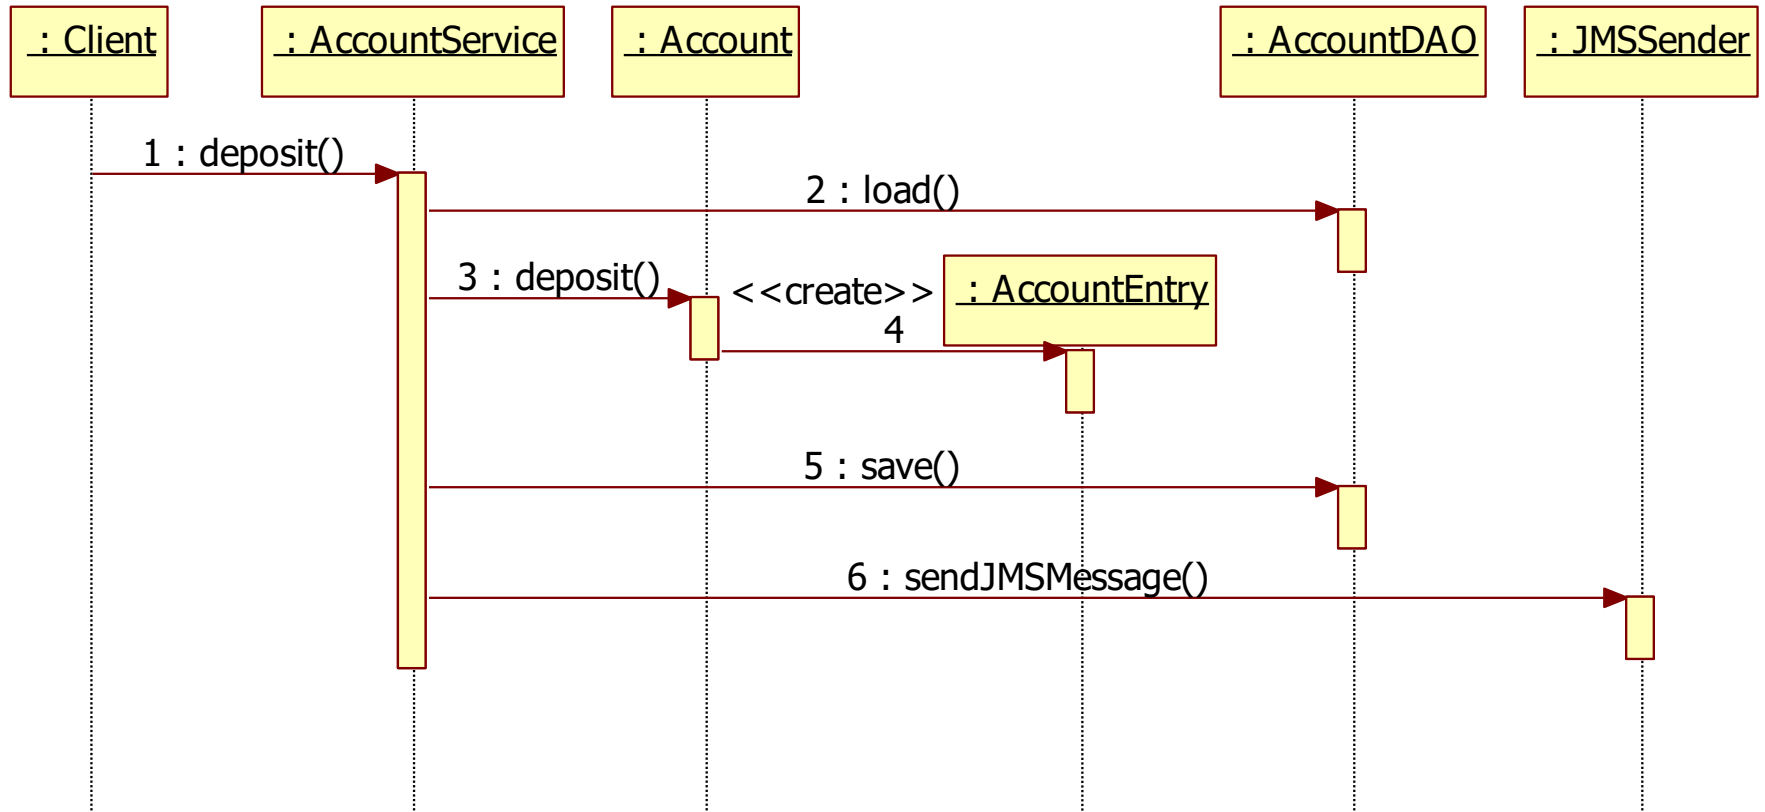 : Client
: AccountService
: Account
: AccountDAO
: JMSSender
1 : deposit()
2 : load()
3 : deposit()
<<create>>
4
: AccountEntry
5 : save()
6 : sendJMSMessage()